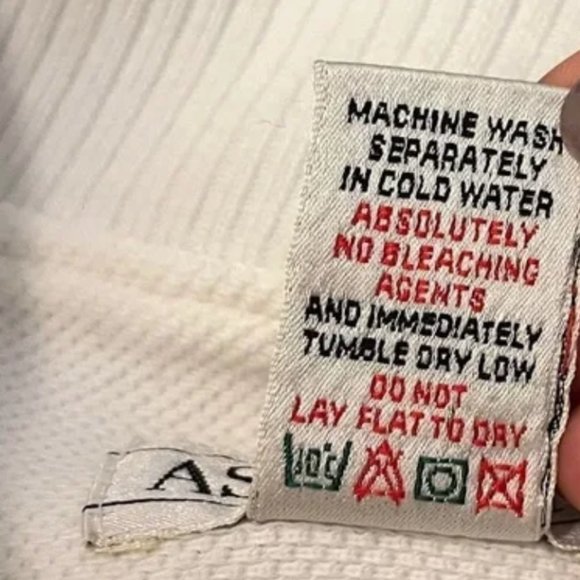 MACHINE WASH
SEPARATELY
IN COLD WATER
ABSOLUTELY
NO BLEACHING
AGENTS
AND IMMEDIATELY
TUMBLE DRY LOW
DO NOT
LAY FLAT TO DRY
30°C
AS